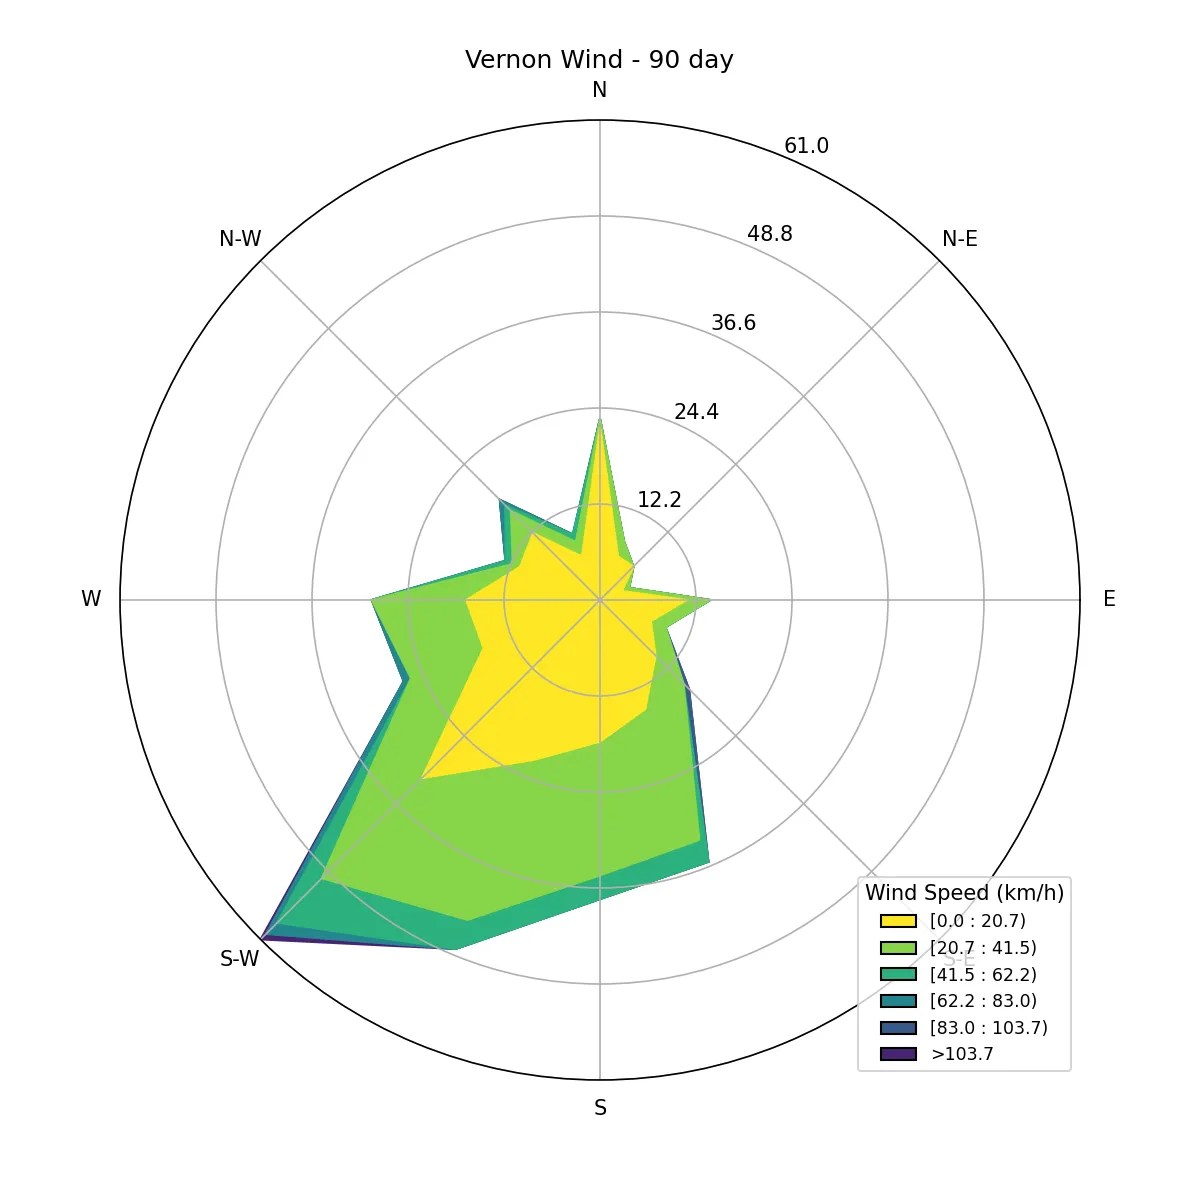 Vernon Wind - 90 day
N
61.0
N-W
N-E
48.8
36.6
24.4
12.2
W
E
S-W
S-E
Wind Speed (km/h)
[0.0 : 20.7)
[20.7 : 41.5)
[41.5 : 62.2)
[62.2 : 83.0)
[83.0 : 103.7)
>103.7
S